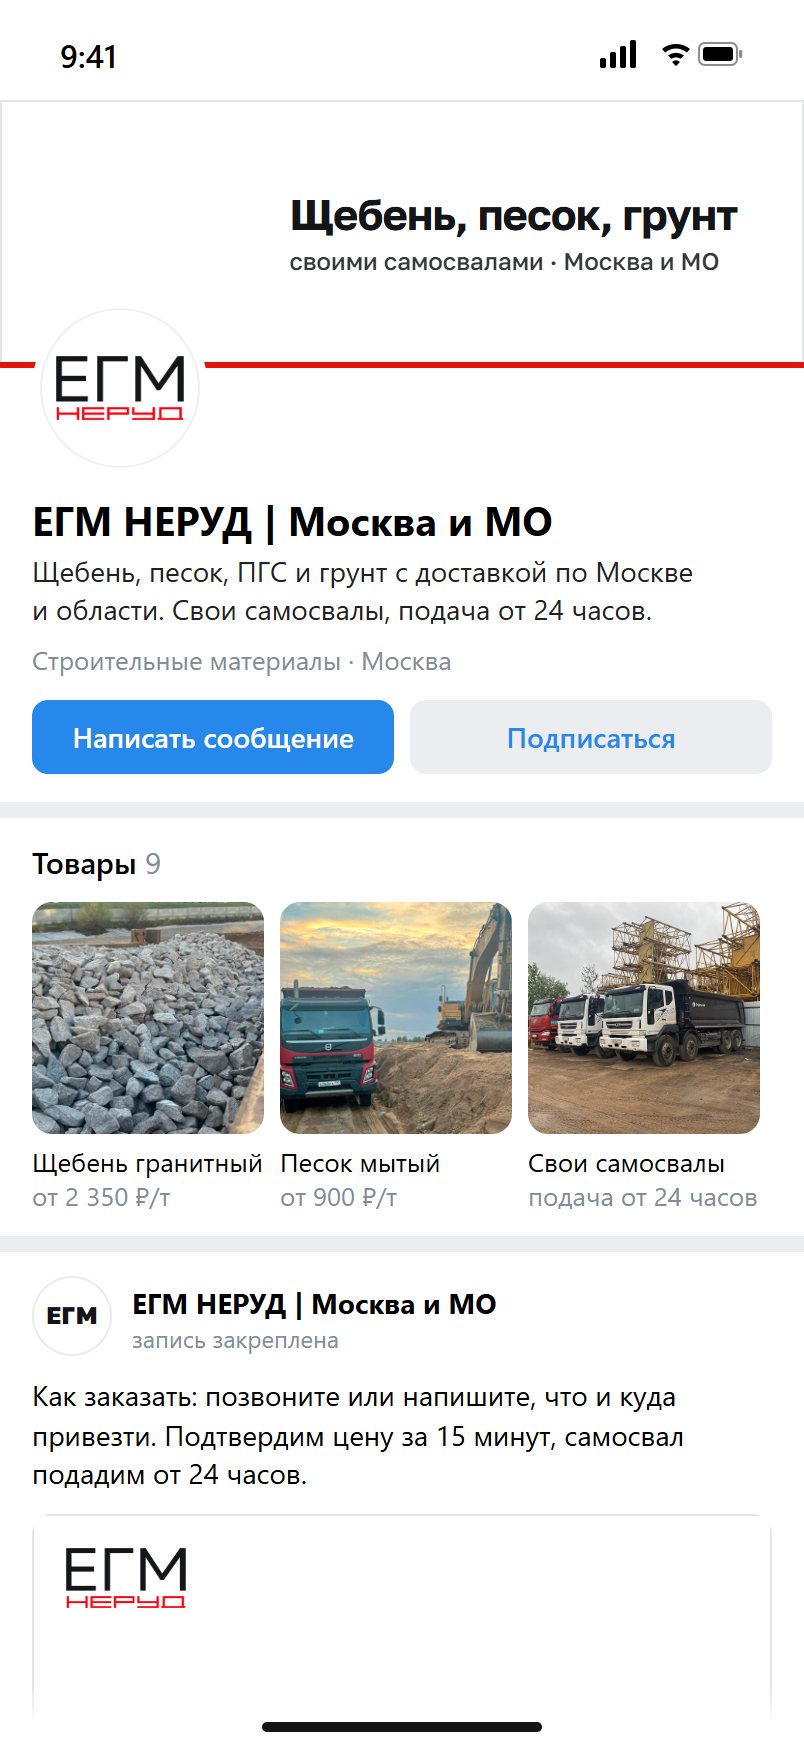 9:41
Щебень, песок, грунт
своими самосвалами · Москва и МО
ЕГМ
НЕРУД
ЕГМ НЕРУД | Москва и МО
Щебень, песок, ПГС и грунт с доставкой по Москве
и области. Свои самосвалы, подача от 24 часов.
Строительные материалы · Москва
Написать сообщение
Подписаться
Товары 9
Щебень гранитный
от 2 350 ₽/т
Песок мытый
от 900 ₽/т
Свои самосвалы
подача от 24 часов
ЕГМ
ЕГМ НЕРУД | Москва и МО
запись закреплена
Как заказать: позвоните или напишите, что и куда
привезти. Подтвердим цену за 15 минут, самосвал
подадим от 24 часов.
ЕГМ
НЕРУД